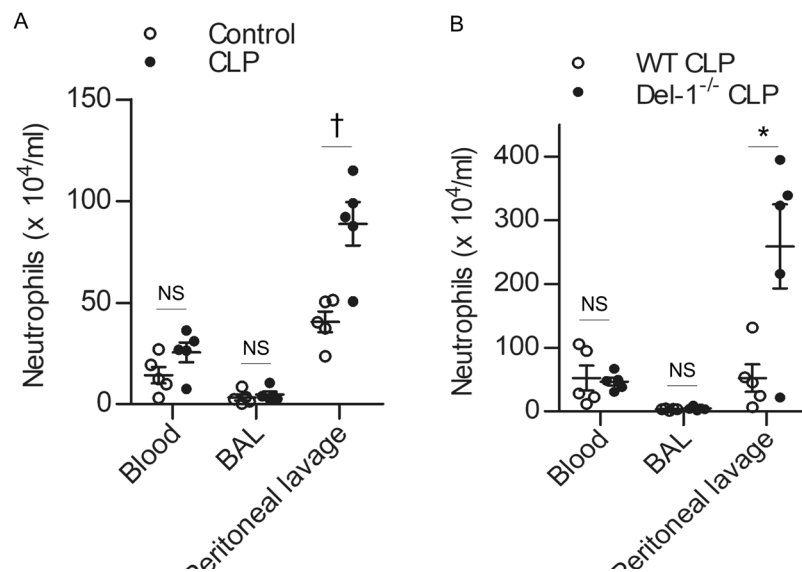 A
Control
CLP
Neutrophils (x 10⁴/ml)
150
100
50
0
NS
NS
†
Blood
BAL
lavage
B
WT CLP
Del-1⁻/⁻ CLP
Neutrophils (x 10⁴/ml)
400
300
200
100
0
NS
NS
*
Blood
BAL
Peritoneal lavage